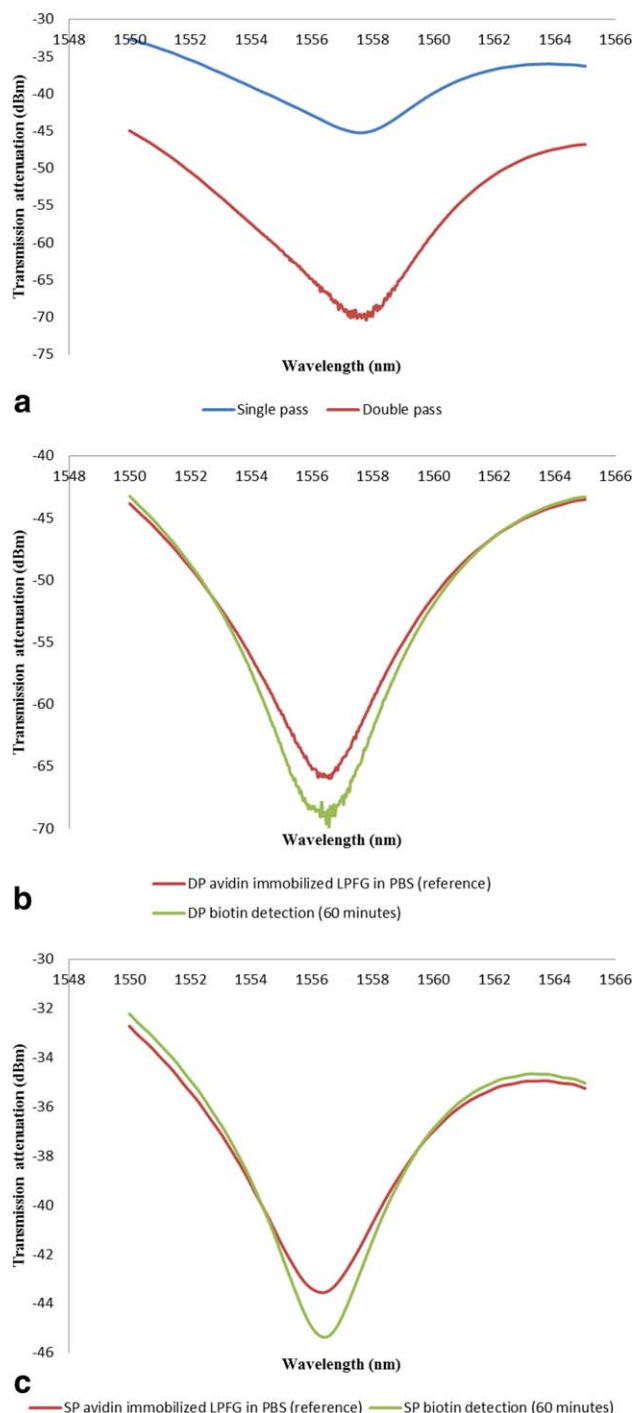 -30
1548 1550 1552 1554 1556 1558 1560 1562 1564 1566
-35
-40
-45
-50
-55
-60
-65
-70
-75
Transmission attenuation (dBm)
Wavelength (nm)
a
Single pass Double pass
-40
1548 1550 1552 1554 1556 1558 1560 1562 1564 1566
-45
-50
-55
-60
-65
-70
Transmission attenuation (dBm)
Wavelength (nm)
DP avidin immobilized LPFG in PBS (reference)
b
DP biotin detection (60 minutes)
-30
1548 1550 1552 1554 1556 1558 1560 1562 1564 1566
-32
-34
-36
-38
-40
-42
-44
-46
Transmission attenuation (dBm)
Wavelength (nm)
c
SP avidin immobilized LPFG in PBS (reference) SP biotin detection (60 minutes)